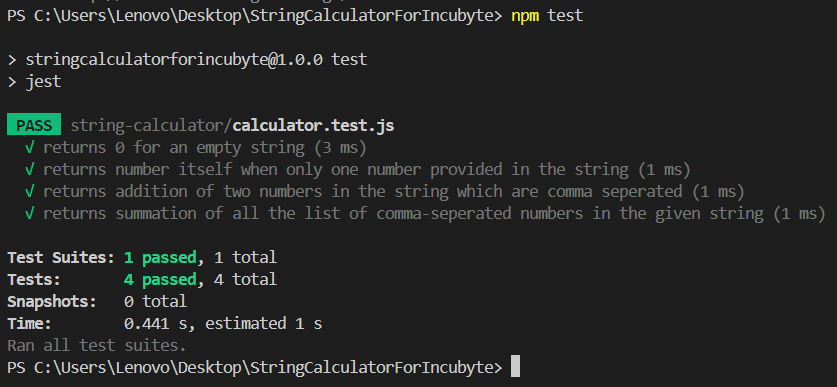 PS C:\Users\Lenovo\Desktop\StringCalculatorForIncubyte> npm test
> stringcalculatorforincubyte@1.0.0 test
> jest
PASS string-calculator/calculator.test.js
√ returns 0 for an empty string (3 ms)
√ returns number itself when only one number provided in the string (1 ms)
√ returns addition of two numbers in the string which are comma seperated (1 ms)
√ returns summation of all the list of comma-seperated numbers in the given string (1 ms)
Test Suites: 1 passed, 1 total
Tests: 4 passed, 4 total
Snapshots: 0 total
Time: 0.441 s, estimated 1 s
Ran all test suites.
PS C:\Users\Lenovo\Desktop\StringCalculatorForIncubyte>